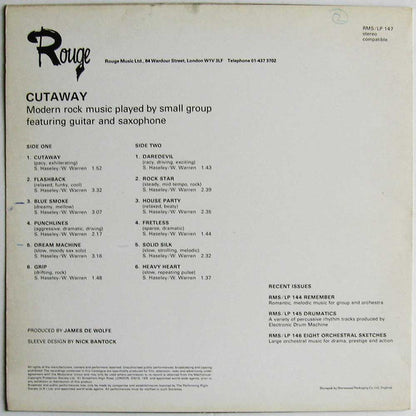 2
RMS/LP 147
stereo
compatible
Rouge
Rouge Music Ltd., 84 Wardour Street, London W1V 3LF Telephone 01-437 3702
CUTAWAY
Modern rock music played by small group
featuring guitar and saxophone
SIDE ONE
1. CUTAWAY
(pacy, exhilerating)
S. Haseley/W. Warren 1.52
2. FLASHBACK
(relaxed, funky, cool)
S. Haseley/W. Warren 3.32
3. BLUE SMOKE
(dreamy, mellow)
S. Haseley/W. Warren 3.07
4. PUNCHLINES
(aggressive, dramatic, driving)
S. Haseley/W. Warren 2.17
5. DREAM MACHINE
(slow, moody sax solo)
S. Haseley/W. Warren 3.16
6. GRIP
(drifting, rock)
S. Haseley/W. Warren 1.48
SIDE TWO
1. DAREDEVIL
(racy, driving, exciting)
S. Haseley/W. Warren 1.43
2. ROCK STAR
(steady, mid tempo, rock)
S. Haseley/W. Warren 2.39
3. HOUSE PARTY
(relaxed, beaty)
S. Haseley/W. Warren 2.35
4. FRETLESS
(sparse, dramatic)
S. Haseley/W. Warren 1.44
5. SOLID SILK
(slow, strolling, melodic)
S. Haseley/W. Warren 2.32
6. HEAVY HEART
(slow, repeating pulse)
S. Haseley/W. Warren 1.37
PRODUCED BY JAMES DE WOLFE
SLEEVE DESIGN BY NICK BANTOCK
RECENT ISSUES
RMS/LP 144 REMEMBER
Romantic, melodic music for group and orchestra
RMS/LP 145 DRUMATICS
A variety of percussive rhythm tracks produced by
Electronic Drum Machine
RMS/LP 146 EIGHT ORCHESTRAL SKETCHES
Large orchestral music for drama, prestige and action